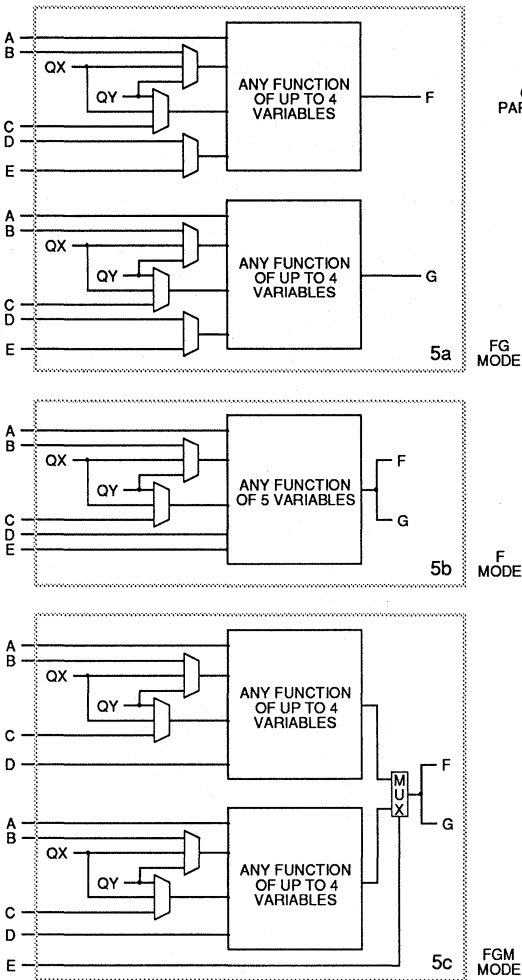 A
B
QX
QY
C
D
E
ANY FUNCTION
OF UP TO 4
VARIABLES
F
PAR
A
B
QX
QY
C
D
E
ANY FUNCTION
OF UP TO 4
VARIABLES
G
5a
FG
MODE
A
B
QX
QY
C
D
E
ANY FUNCTION
OF 5 VARIABLES
F
G
5b
F
MODE
A
B
QX
QY
C
D
ANY FUNCTION
OF UP TO 4
VARIABLES
MUX
F
G
A
B
QX
QY
C
D
E
ANY FUNCTION
OF UP TO 4
VARIABLES
5c
FGM
MODE